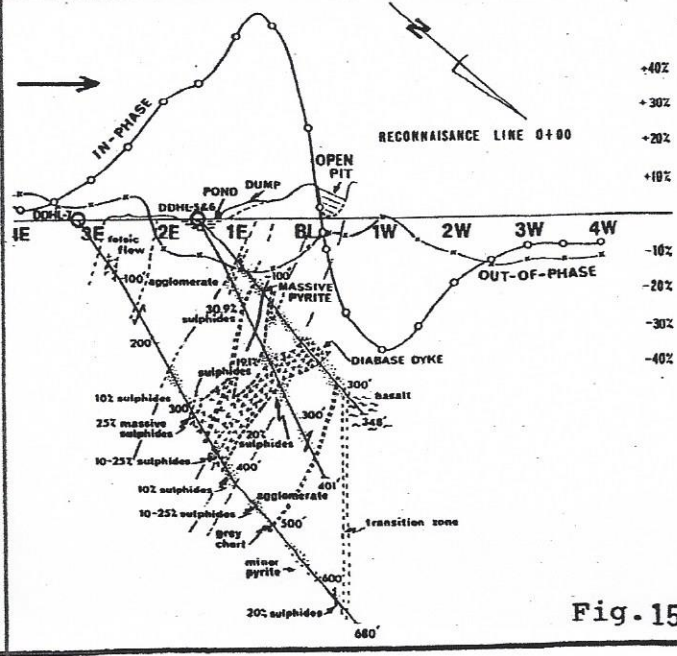 N
+40%
+30%
+20%
+10%
-10%
-20%
-30%
-40%
IN-PHASE
RECONNAISANCE LINE 0+00
OPEN
PIT
DUMP
POND
DDHL-7
DDHL-5&6
4E 3E 2E 1E BL 1W 2W 3W 4W
OUT-OF-PHASE
felsic
flow
100'
agglomerate
100
MASSIVE
PYRITE
30.9%
sulphides
200'
19.1%
sulphides
DIABASE DYKE
10% sulphides
300'
300'
basalt
25% massive
sulphides
300'
348'
20%
sulphides
10-25% sulphides
400'
401'
10% sulphides
agglomerate
10-25% sulphides
500'
transition zone
grey
chert
minor
pyrite
600'
20% sulphides
680'
Fig.15